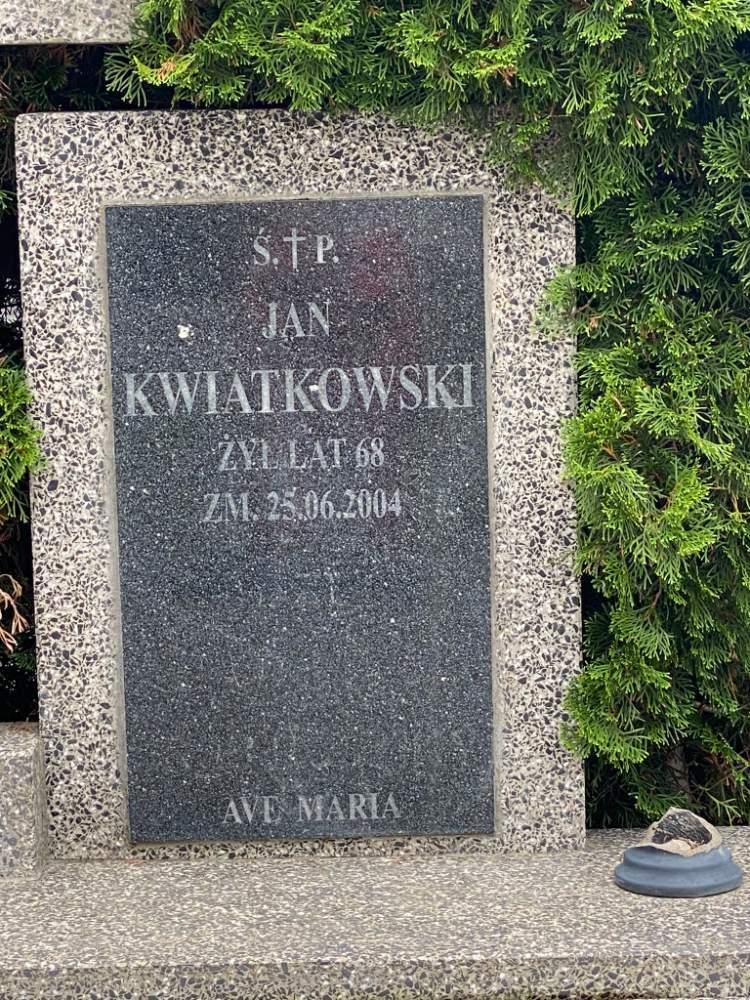 Ś.†P.
JAN
KWIATKOWSKI
ŻYŁ LAT 68
ZM. 25.06.2004
AVE MARIA